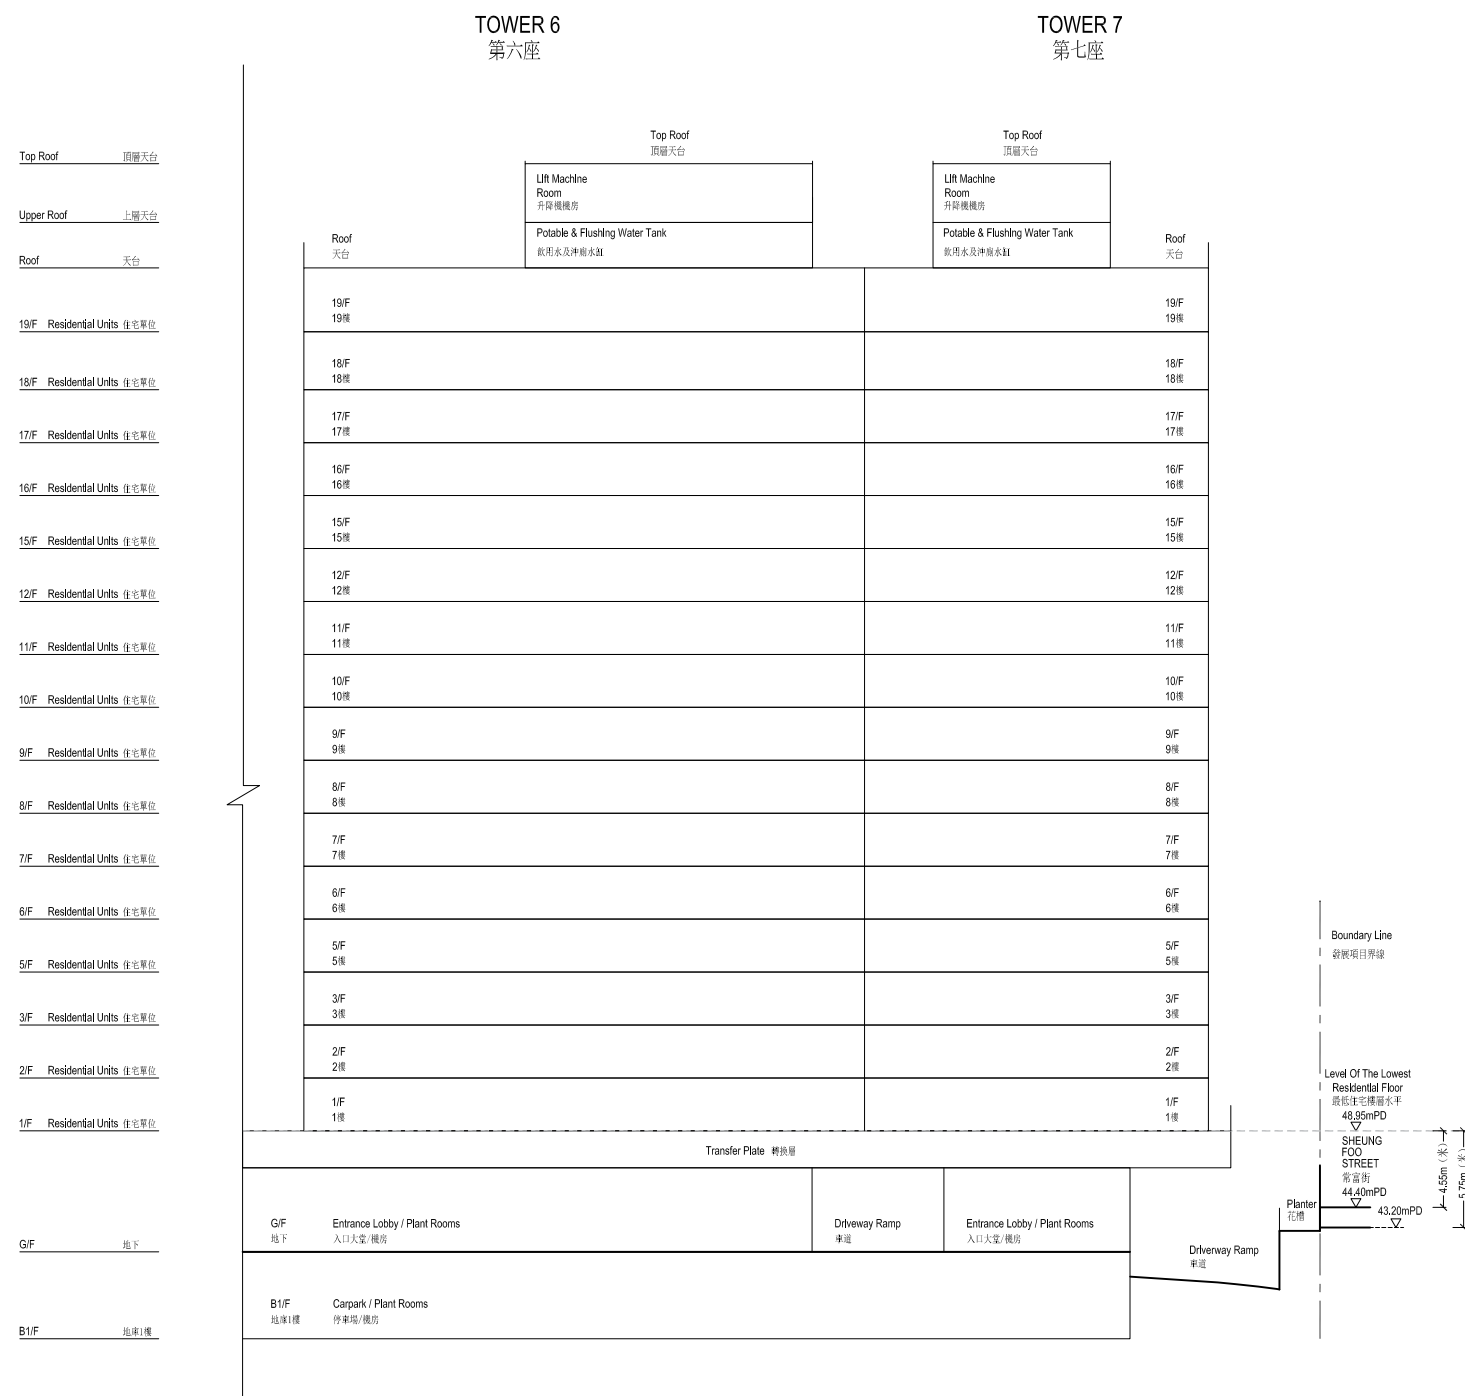 TOWER 6
第六座
TOWER 7
第七座
Top Roof 頂層天台
Upper Roof 上層天台
Roof 天台
19/F Residential Units 住宅單位
18/F Residential Units 住宅單位
17/F Residential Units 住宅單位
16/F Residential Units 住宅單位
15/F Residential Units 住宅單位
12/F Residential Units 住宅單位
11/F Residential Units 住宅單位
10/F Residential Units 住宅單位
9/F Residential Units 住宅單位
8/F Residential Units 住宅單位
7/F Residential Units 住宅單位
6/F Residential Units 住宅單位
5/F Residential Units 住宅單位
3/F Residential Units 住宅單位
2/F Residential Units 住宅單位
1/F Residential Units 住宅單位
G/F 地下
B1/F 地庫1樓
Top Roof
頂層天台
Lift Machine
Room
升降機機房
Potable & Flushing Water Tank
飲用水及沖廁水缸
Roof
天台
19/F
19樓
18/F
18樓
17/F
17樓
16/F
16樓
15/F
15樓
12/F
12樓
11/F
11樓
10/F
10樓
9/F
9樓
8/F
8樓
7/F
7樓
6/F
6樓
5/F
5樓
3/F
3樓
2/F
2樓
1/F
1樓
Top Roof
頂層天台
Lift Machine
Room
升降機機房
Potable & Flushing Water Tank
飲用水及沖廁水缸
Roof
天台
19/F
19樓
18/F
18樓
17/F
17樓
16/F
16樓
15/F
15樓
12/F
12樓
11/F
11樓
10/F
10樓
9/F
9樓
8/F
8樓
7/F
7樓
6/F
6樓
5/F
5樓
3/F
3樓
2/F
2樓
1/F
1樓
Transfer Plate 轉換層
G/F
地下
Entrance Lobby / Plant Rooms
入口大堂/機房
Driveway Ramp
車道
Entrance Lobby / Plant Rooms
入口大堂/機房
B1/F
地庫1樓
Carpark / Plant Rooms
停車場/機房
Driverway Ramp
車道
Planter
花槽
Boundary Line
發展項目界線
Level Of The Lowest
Residential Floor
最低住宅樓層水平
48.95mPD
SHEUNG
FOO
STREET
常富街
44.40mPD
43.20mPD
4.55m (米)
5.75m (米)